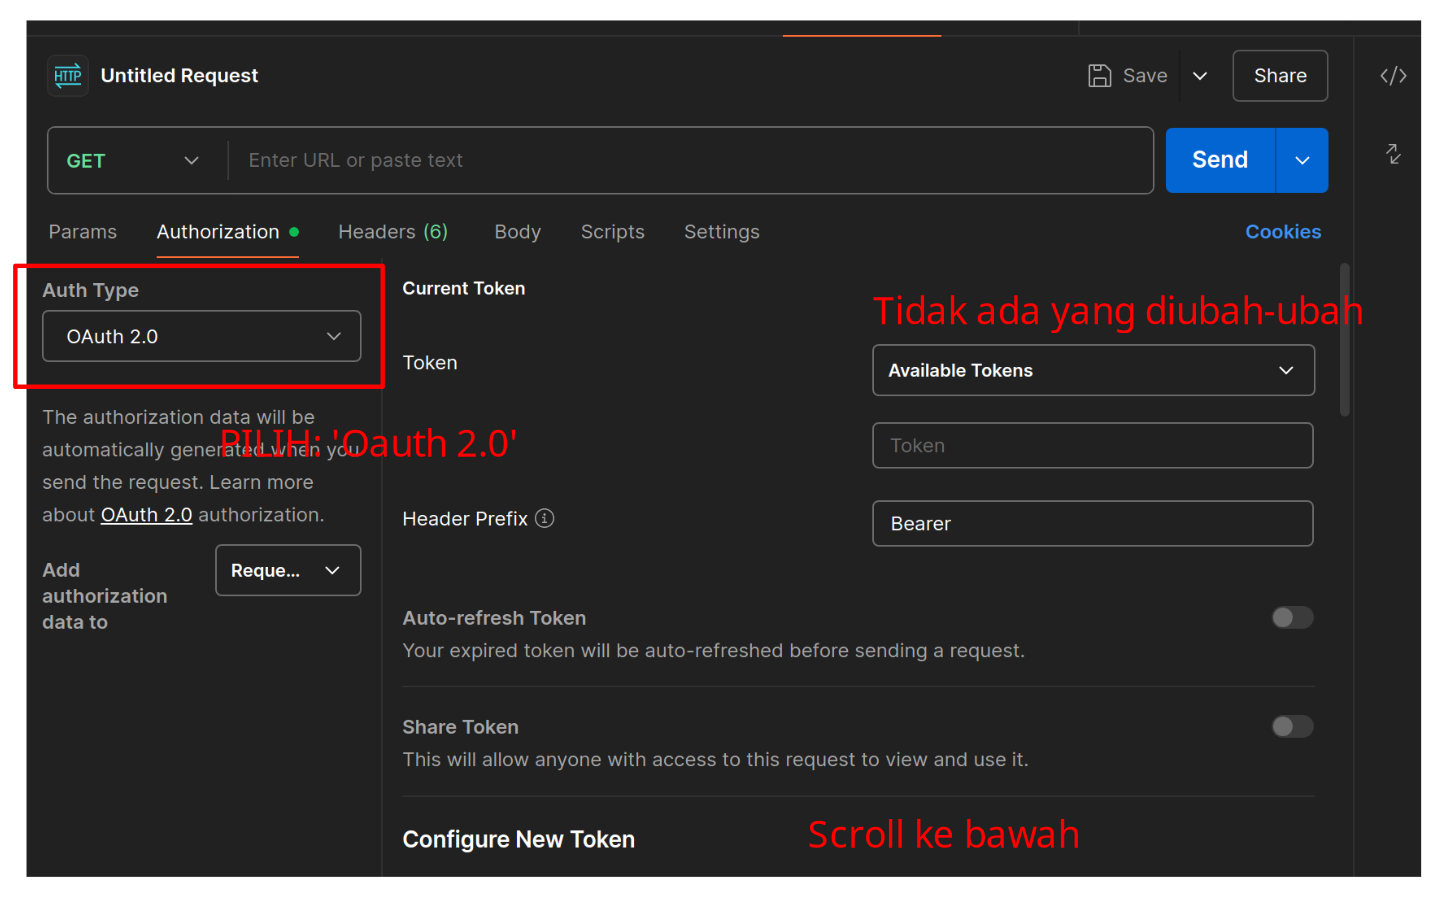 HTTP
Untitled Request
Save
Share
GET
Enter URL or paste text
Send
Params
Authorization
Headers (6)
Body
Scripts
Settings
Cookies
Auth Type
OAuth 2.0
The authorization data will be
automatically generated when you
send the request. Learn more
about OAuth 2.0 authorization.
PILIH: 'Oauth 2.0'
Add
authorization
data to
Reque...
Current Token
Tidak ada yang diubah-ubah
Token
Available Tokens
Token
Header Prefix
Bearer
Auto-refresh Token
Your expired token will be auto-refreshed before sending a request.
Share Token
This will allow anyone with access to this request to view and use it.
Configure New Token
Scroll ke bawah